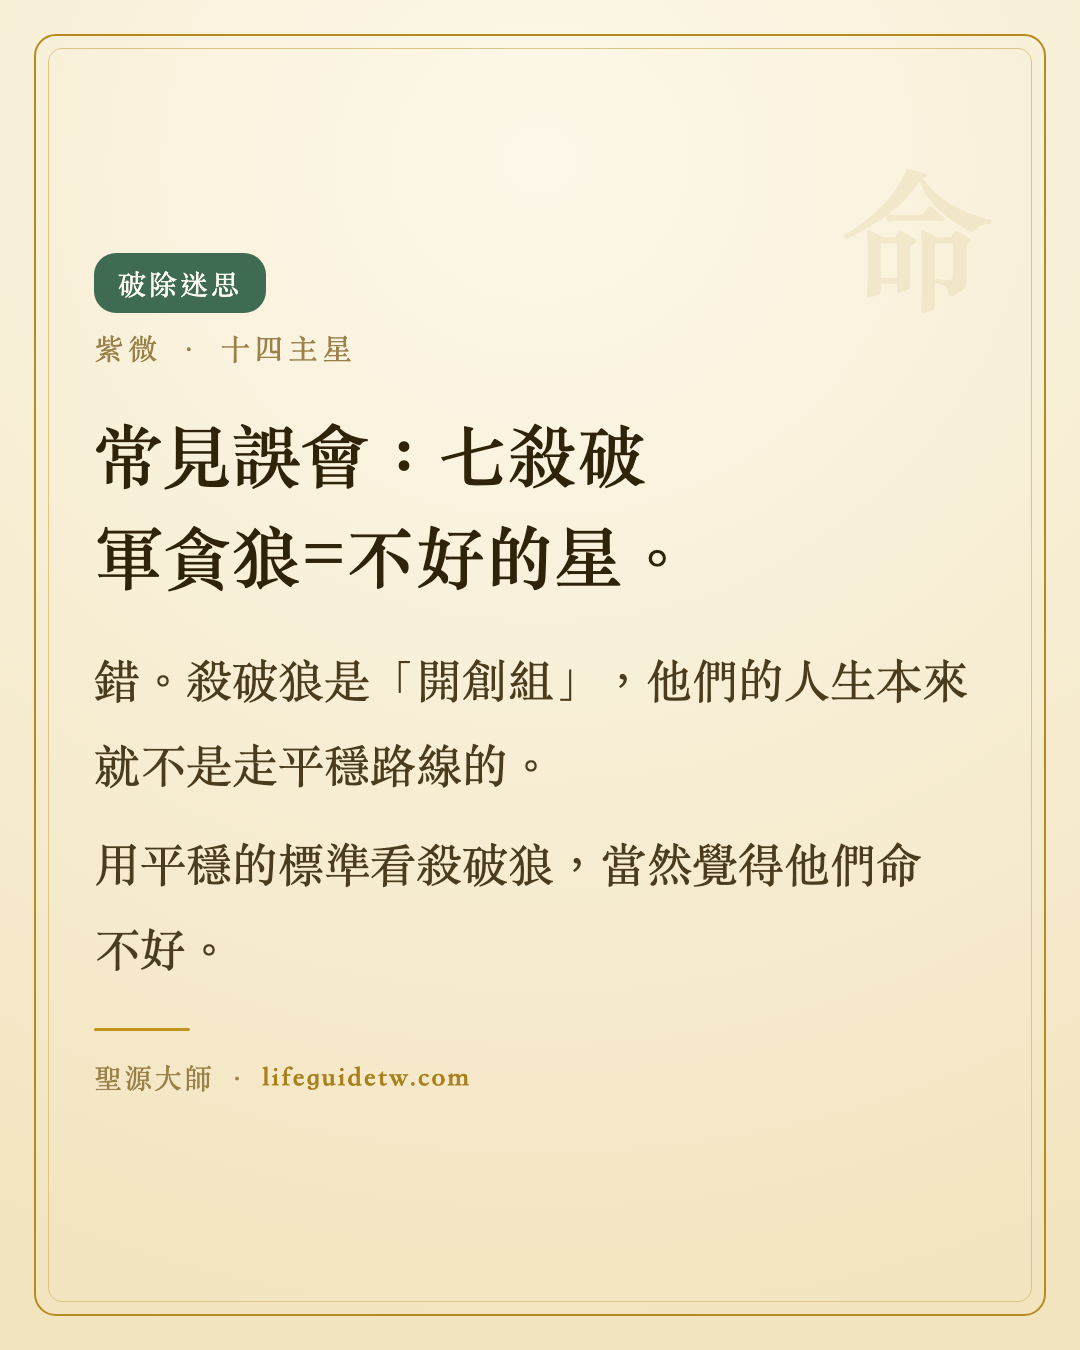 命
破除迷思
紫微 · 十四主星
常見誤會：七殺破
軍貪狼=不好的星。
錯。殺破狼是「開創組」，他們的人生本來
就不是走平穩路線的。
用平穩的標準看殺破狼，當然覺得他們命
不好。
聖源大師 · lifeguidetw.com